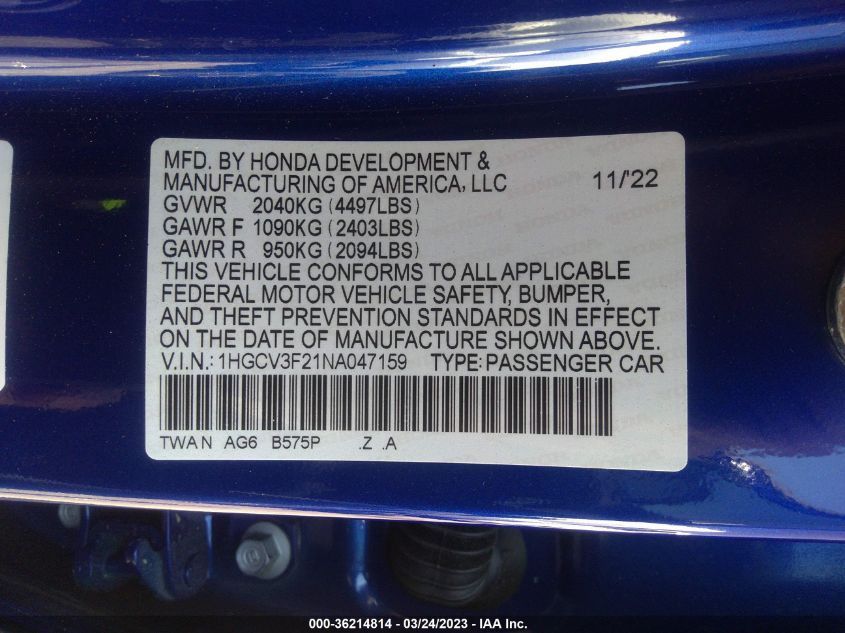 MFD. BY HONDA DEVELOPMENT &
MANUFACTURING OF AMERICA, LLC 11/'22
GVWR 2040KG (4497LBS)
GAWR F 1090KG (2403LBS)
GAWR R 950KG (2094LBS)
THIS VEHICLE CONFORMS TO ALL APPLICABLE
FEDERAL MOTOR VEHICLE SAFETY, BUMPER,
AND THEFT PREVENTION STANDARDS IN EFFECT
ON THE DATE OF MANUFACTURE SHOWN ABOVE.
V.I.N.: 1HGCV3F21NA047159 TYPE: PASSENGER CAR
TWA N AG6 B575P .Z .A
000-36214814 - 03/24/2023 - IAA Inc.